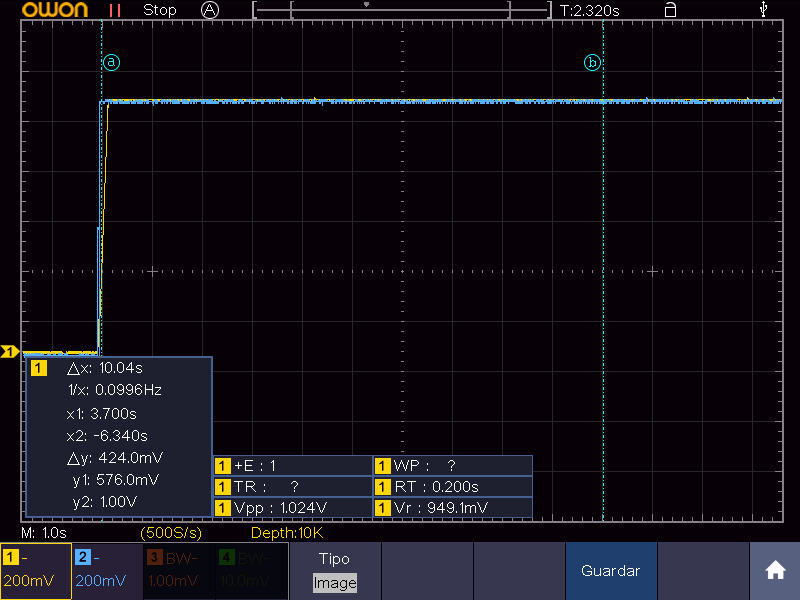 owon Stop A T:2.320s
a b
1
1 △x: 10.04s
1/x: 0.0996Hz
x1: 3.700s
x2: -6.340s
△y: 424.0mV
y1: 576.0mV
y2: 1.00V
1 +E : 1 1 WP : ?
1 TR : ? 1 RT : 0.200s
1 Vpp : 1.024V 1 Vr : 949.1mV
M: 1.0s (500S/s) Depth:10K
1 - 2 - 3 BW- 4 BW- Tipo
200mV 200mV 1.00mV 10.0mV Image
Guardar